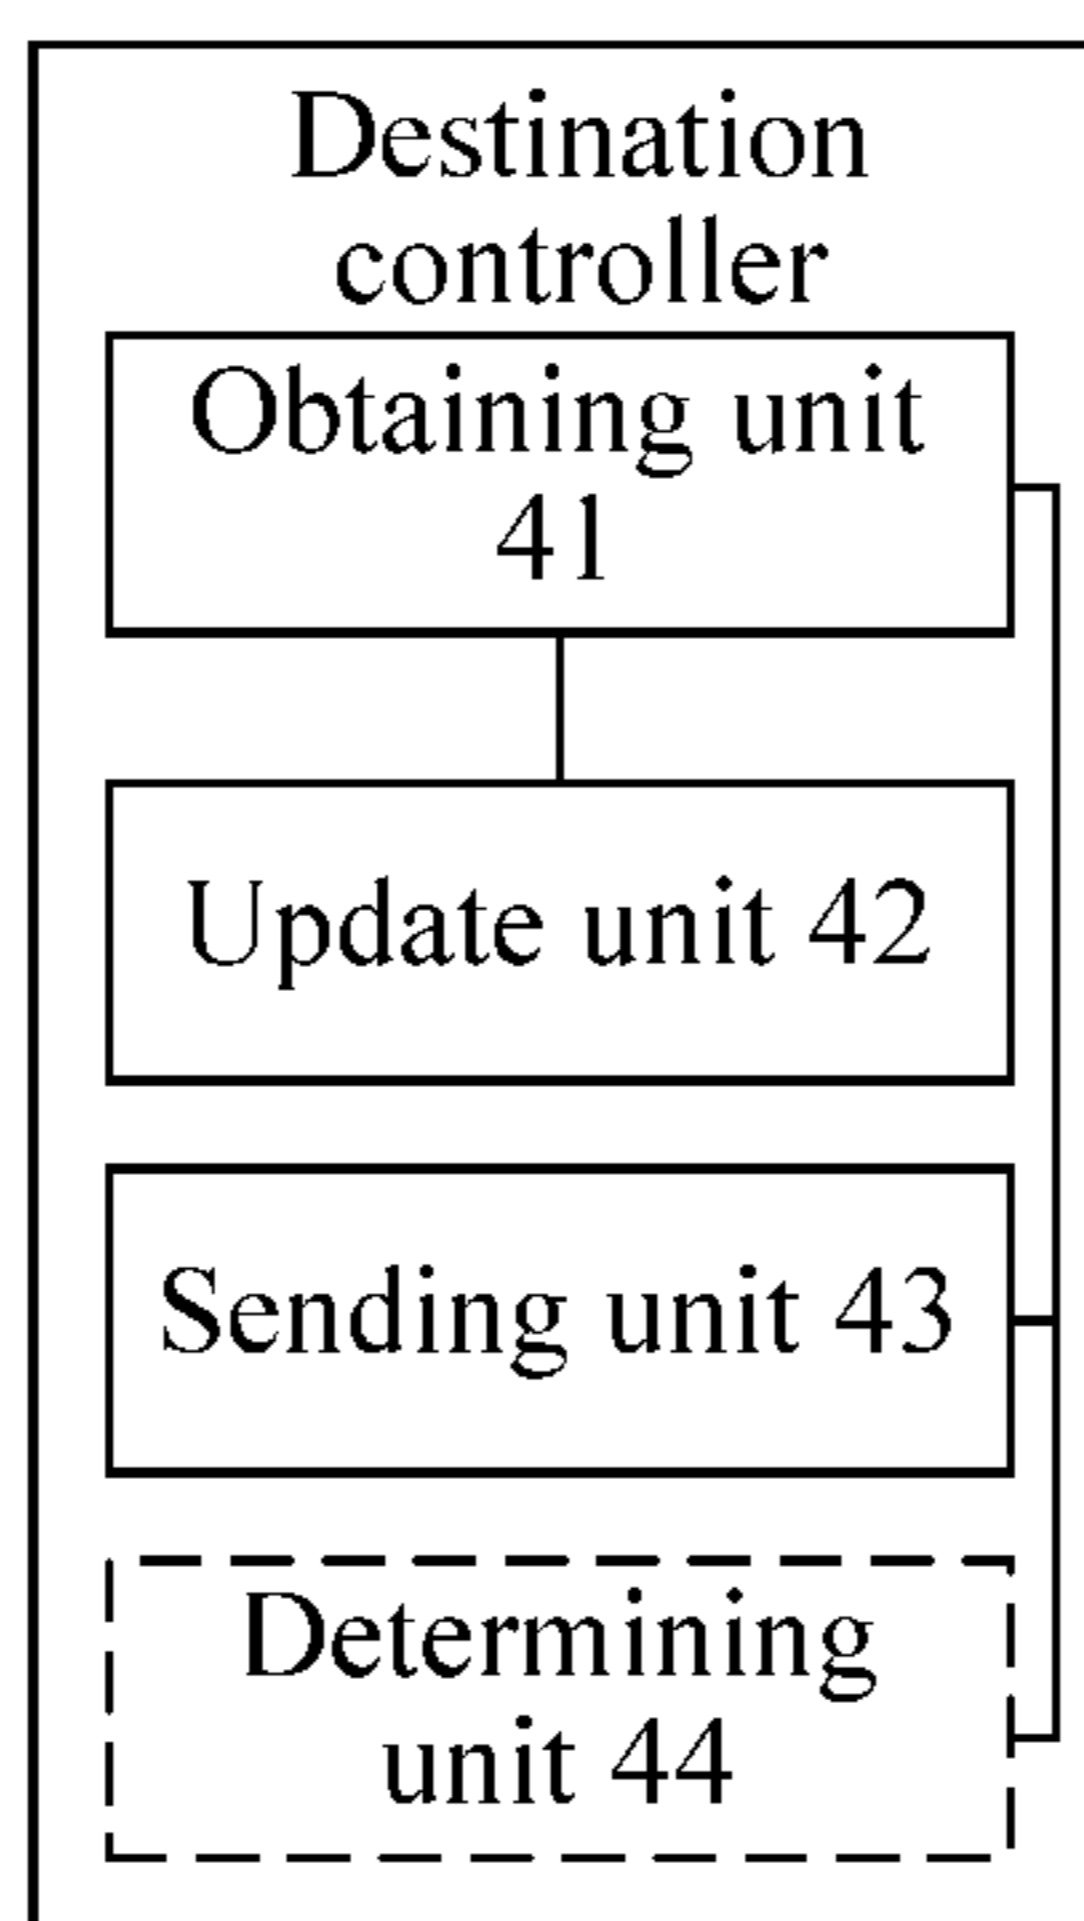 Destination
controller
Obtaining unit
41
Update unit 42
Sending unit 43
Determining
unit 44